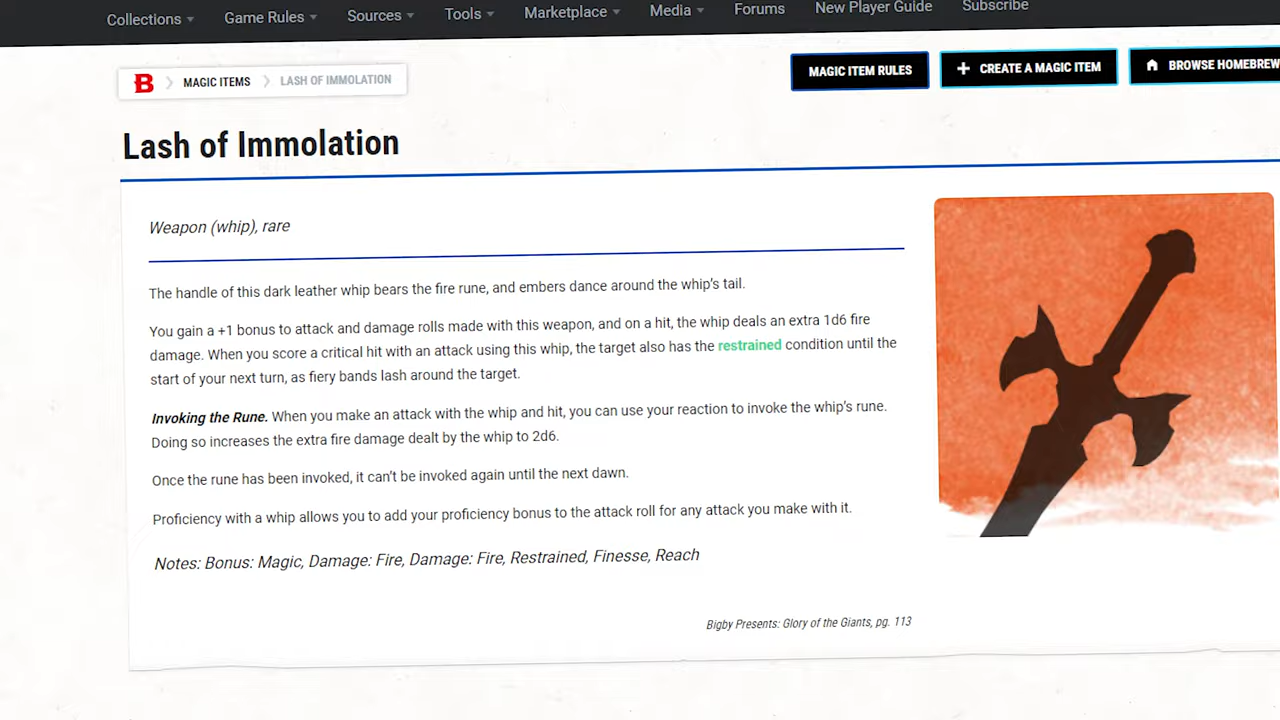 Collections Game Rules Sources Tools Marketplace Media Forums New Player Guide Subscribe
B MAGIC ITEMS LASH OF IMMOLATION
MAGIC ITEM RULES
CREATE A MAGIC ITEM
BROWSE HOMEBREW
Lash of Immolation
Weapon (whip), rare
The handle of this dark leather whip bears the fire rune, and embers dance around the whip's tail.
You gain a +1 bonus to attack and damage rolls made with this weapon, and on a hit, the whip deals an extra 1d6 fire
damage. When you score a critical hit with an attack using this whip, the target also has the restrained condition until the
start of your next turn, as fiery bands lash around the target.
Invoking the Rune. When you make an attack with the whip and hit, you can use your reaction to invoke the whip's rune.
Doing so increases the extra fire damage dealt by the whip to 2d6.
Once the rune has been invoked, it can't be invoked again until the next dawn.
Proficiency with a whip allows you to add your proficiency bonus to the attack roll for any attack you make with it.
Notes: Bonus: Magic, Damage: Fire, Damage: Fire, Restrained, Finesse, Reach
Bigby Presents: Glory of the Giants, pg. 113